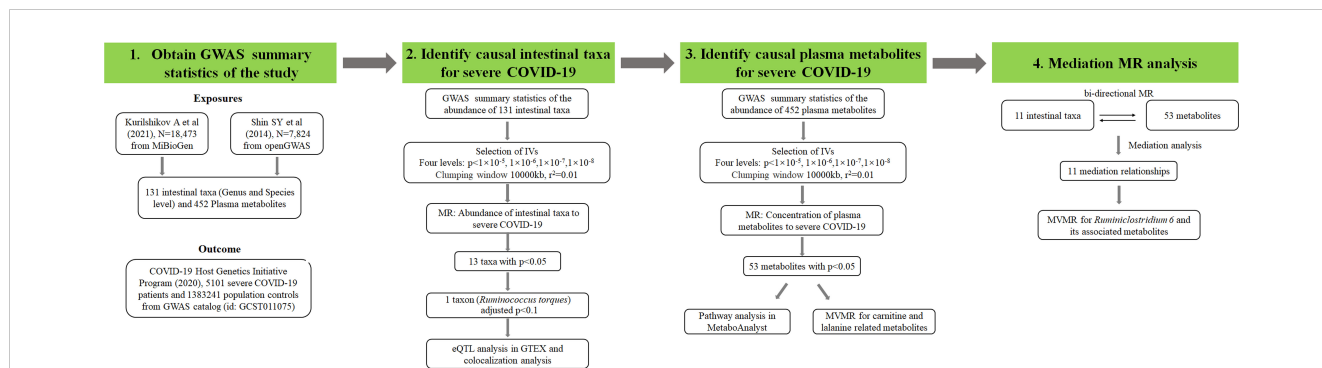 1. Obtain GWAS summary
statistics of the study
Exposures
Kurilshikov A et al
(2021), N=18,473
from MiBioGen
Shin SY et al
(2014), N=7,824
from openGWAS
131 intestinal taxa (Genus and Species
level) and 452 Plasma metabolites
Outcome
COVID-19 Host Genetics Initiative
Program (2020), 5101 severe COVID-19
patients and 1383241 population controls
from GWAS catalog (id: GCST011075)
2. Identify causal intestinal taxa
for severe COVID-19
GWAS summary statistics of the
abundance of 131 intestinal taxa
Selection of IVs
Four levels: p<1×10⁻⁵, 1×10⁻⁶,1×10⁻⁷,1×10⁻⁸
Clumping window 10000kb, r²=0.01
MR: Abundance of intestinal taxa to
severe COVID-19
13 taxa with p<0.05
1 taxon (Ruminococcus torques)
adjusted p<0.1
eQTL analysis in GTEX and
colocalization analysis
3. Identify causal plasma metabolites
for severe COVID-19
GWAS summary statistics of the
abundance of 452 plasma metabolites
Selection of IVs
Four levels: p<1×10⁻⁵, 1×10⁻⁶,1×10⁻⁷,1×10⁻⁸
Clumping window 10000kb, r²=0.01
MR: Concentration of plasma
metabolites to severe COVID-19
53 metabolites with p<0.05
Pathway analysis in
MetaboAnalyst
MVMR for carnitine and
lalanine related metabolites
4. Mediation MR analysis
bi-directional MR
11 intestinal taxa
53 metabolites
Mediation analysis
11 mediation relationships
MVMR for Ruminiclostridium 6 and
its associated metabolites